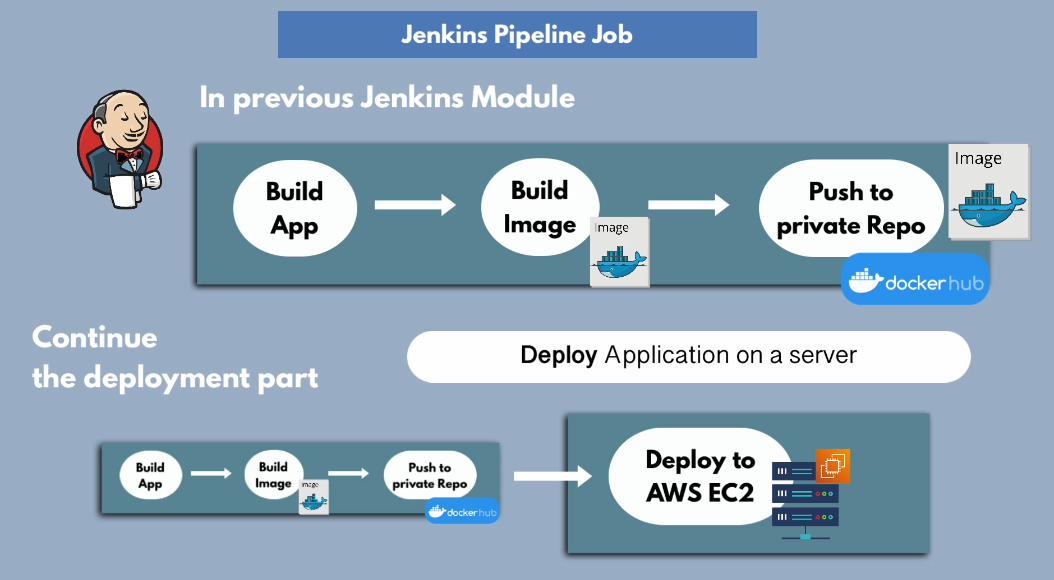 Jenkins Pipeline Job
In previous Jenkins Module
Build
App
Build
Image
Image
Push to
private Repo
Image
dockerhub
Continue
the deployment part
Deploy Application on a server
Build
App
Build
Image
Image
Push to
private Repo
dockerhub
Deploy to
AWS EC2